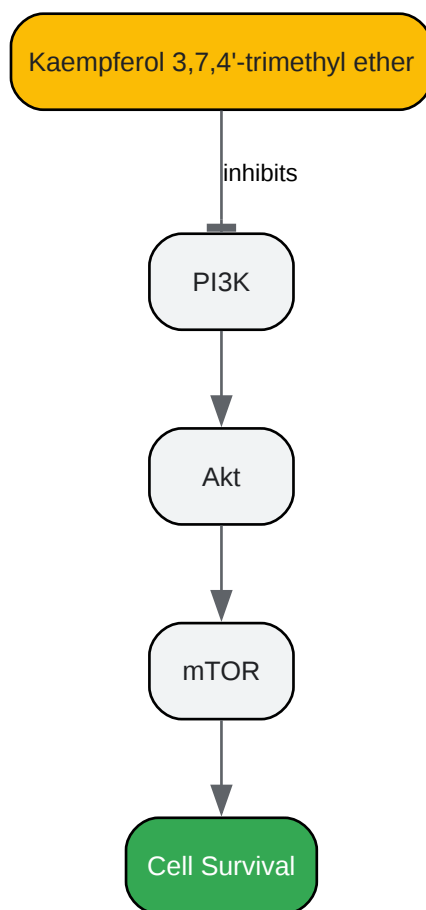 Kaempferol 3,7,4'-trimethyl ether
inhibits
PI3K
Akt
mTOR
Cell Survival